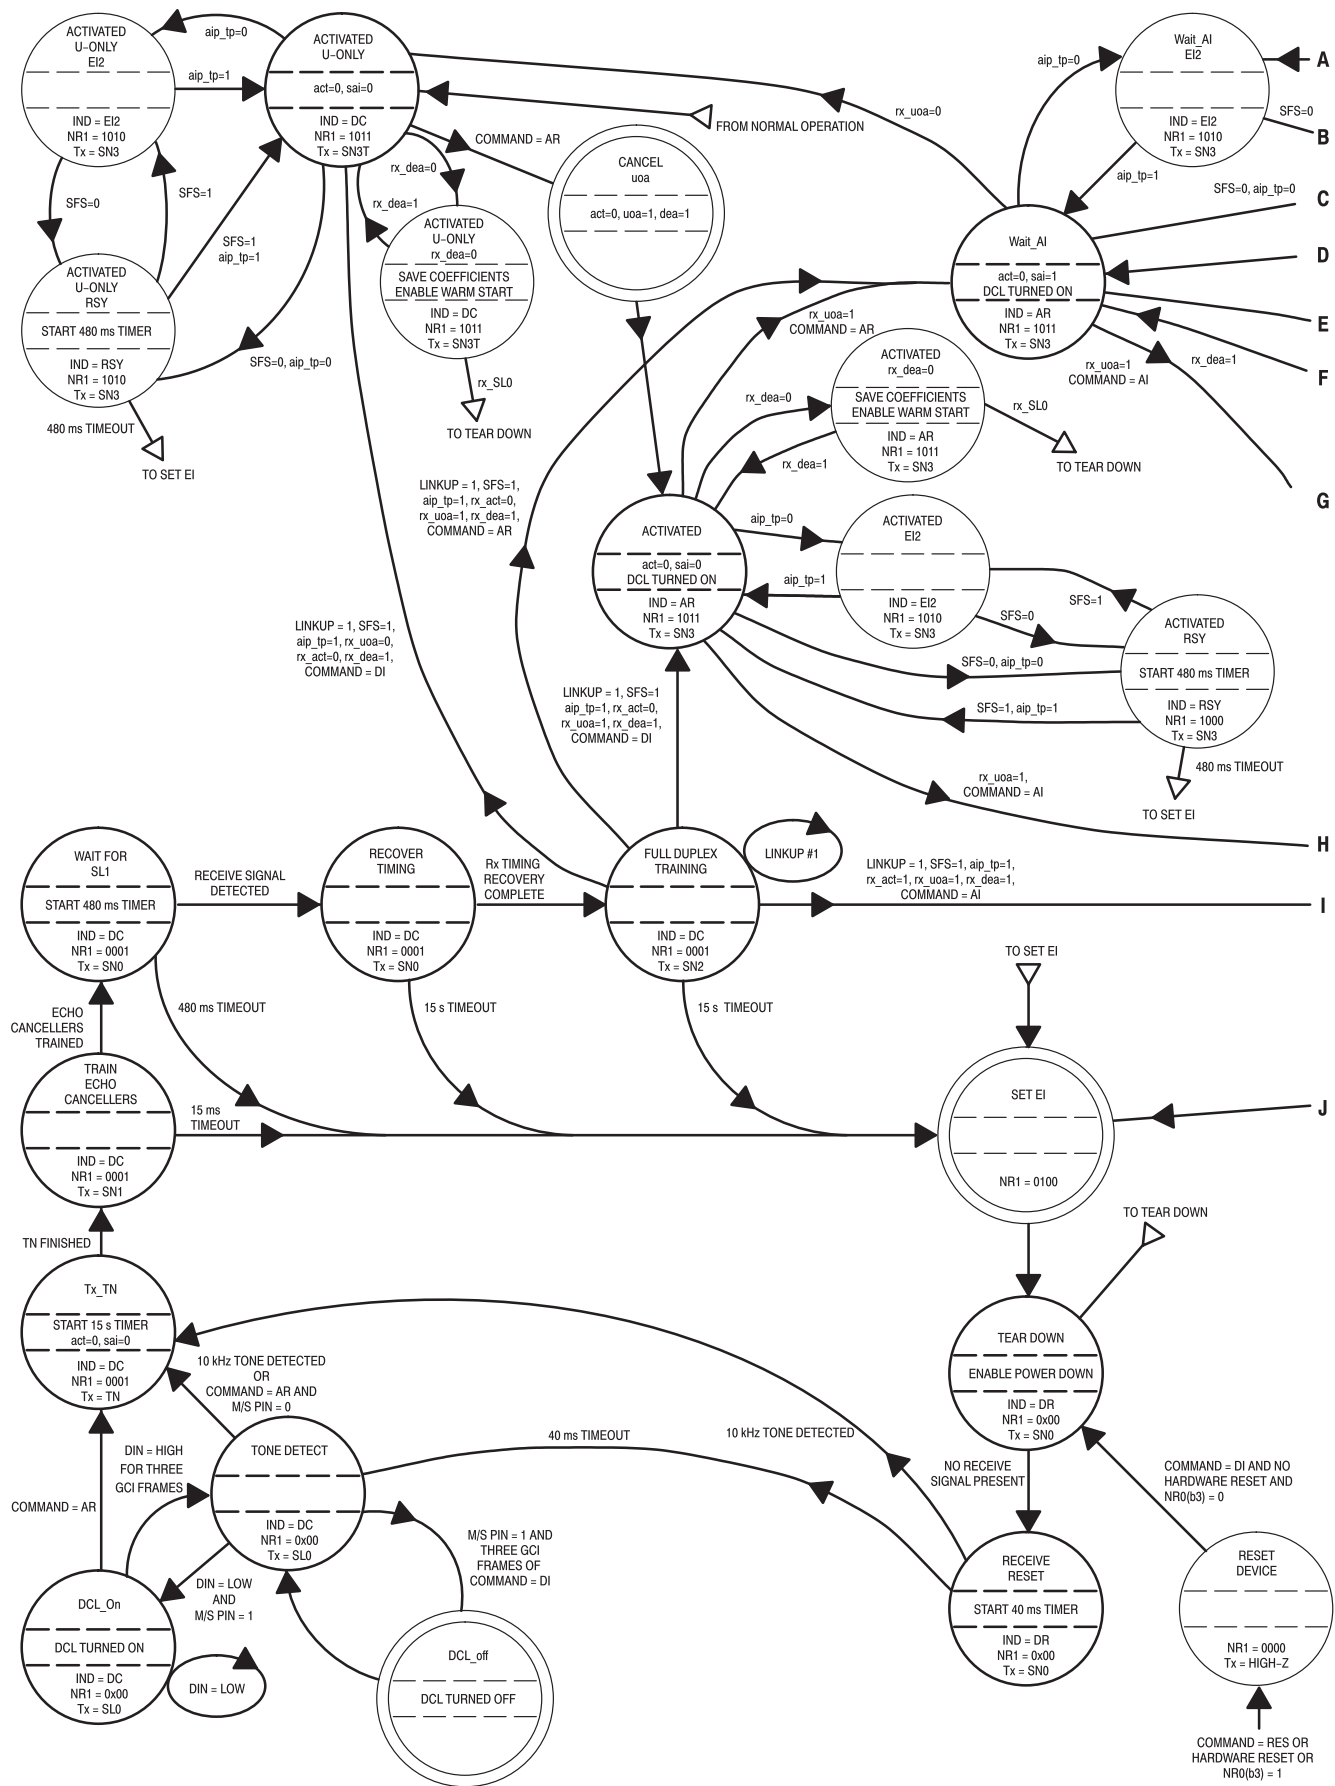 ACTIVATED
U-ONLY
EI2
IND = EI2
NR1 = 1010
Tx = SN3
aip_tp=0
aip_tp=1
ACTIVATED
U-ONLY
act=0, sai=0
IND = DC
NR1 = 1011
Tx = SN3T
COMMAND = AR
FROM NORMAL OPERATION
rx_uoa=0
aip_tp=0
Wait_AI
EI2
IND = EI2
NR1 = 1010
Tx = SN3
A
SFS=0
B
aip_tp=1
SFS=0, aip_tp=0
C
SFS=0
SFS=1
SFS=1
aip_tp=1
rx_dea=0
rx_dea=1
CANCEL
uoa
act=0, uoa=1, dea=1
Wait_AI
act=0, sai=1
DCL TURNED ON
IND = AR
NR1 = 1011
Tx = SN3
D
E
F
rx_uoa=1
COMMAND = AI
rx_dea=1
G
ACTIVATED
U-ONLY
RSY
START 480 ms TIMER
IND = RSY
NR1 = 1010
Tx = SN3
SFS=0, aip_tp=0
480 ms TIMEOUT
TO SET EI
ACTIVATED
U-ONLY
rx_dea=0
SAVE COEFFICIENTS
ENABLE WARM START
IND = DC
NR1 = 1011
Tx = SN3T
rx_SL0
TO TEAR DOWN
rx_uoa=1
COMMAND = AR
ACTIVATED
rx_dea=0
SAVE COEFFICIENTS
ENABLE WARM START
IND = AR
NR1 = 1011
Tx = SN3
rx_dea=0
rx_dea=1
rx_SL0
TO TEAR DOWN
LINKUP = 1, SFS=1,
aip_tp=1, rx_act=0,
rx_uoa=1, rx_dea=1,
COMMAND = AR
ACTIVATED
act=0, sai=0
DCL TURNED ON
IND = AR
NR1 = 1011
Tx = SN3
aip_tp=0
aip_tp=1
ACTIVATED
EI2
IND = EI2
NR1 = 1010
Tx = SN3
SFS=1
SFS=0
SFS=0, aip_tp=0
SFS=1, aip_tp=1
ACTIVATED
RSY
START 480 ms TIMER
IND = RSY
NR1 = 1000
Tx = SN3
480 ms TIMEOUT
TO SET EI
LINKUP = 1, SFS=1,
aip_tp=1, rx_uoa=0,
rx_act=0, rx_dea=1,
COMMAND = DI
LINKUP = 1, SFS=1
aip_tp=1, rx_act=0,
rx_uoa=1, rx_dea=1,
COMMAND = DI
rx_uoa=1,
COMMAND = AI
H
WAIT FOR
SL1
START 480 ms TIMER
IND = DC
NR1 = 0001
Tx = SN0
RECEIVE SIGNAL
DETECTED
RECOVER
TIMING
IND = DC
NR1 = 0001
Tx = SN0
Rx TIMING
RECOVERY
COMPLETE
FULL DUPLEX
TRAINING
IND = DC
NR1 = 0001
Tx = SN2
LINKUP #1
LINKUP = 1, SFS=1, aip_tp=1,
rx_act=1, rx_uoa=1, rx_dea=1,
COMMAND = AI
I
ECHO
CANCELLERS
TRAINED
480 ms TIMEOUT
15 s TIMEOUT
15 s TIMEOUT
TO SET EI
TRAIN
ECHO
CANCELLERS
IND = DC
NR1 = 0001
Tx = SN1
15 ms
TIMEOUT
SET EI
NR1 = 0100
J
TN FINISHED
TO TEAR DOWN
Tx_TN
START 15 s TIMER
act=0, sai=0
IND = DC
NR1 = 0001
Tx = TN
10 kHz TONE DETECTED
OR
COMMAND = AR AND
M/S PIN = 0
TEAR DOWN
ENABLE POWER DOWN
IND = DR
NR1 = 0x00
Tx = SN0
COMMAND = AR
DIN = HIGH
FOR THREE
GCI FRAMES
TONE DETECT
IND = DC
NR1 = 0x00
Tx = SL0
40 ms TIMEOUT
10 kHz TONE DETECTED
NO RECEIVE
SIGNAL PRESENT
COMMAND = DI AND NO
HARDWARE RESET AND
NR0(b3) = 0
DIN = LOW
AND
M/S PIN = 1
M/S PIN = 1 AND
THREE GCI
FRAMES OF
COMMAND = DI
DCL_On
DCL TURNED ON
IND = DC
NR1 = 0x00
Tx = SL0
DIN = LOW
DCL_off
DCL TURNED OFF
RECEIVE
RESET
START 40 ms TIMER
IND = DR
NR1 = 0x00
Tx = SN0
RESET
DEVICE
NR1 = 0000
Tx = HIGH-Z
COMMAND = RES OR
HARDWARE RESET OR
NR0(b3) = 1